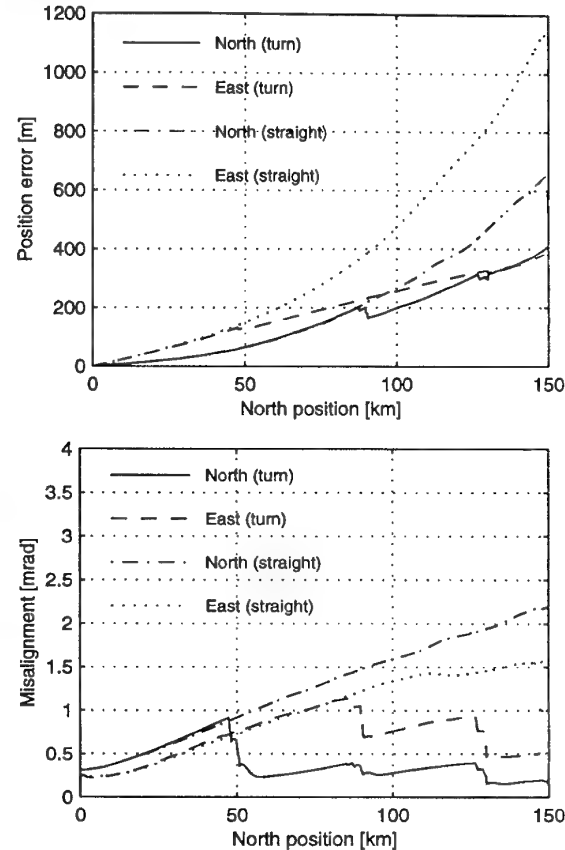 1200
1000
800
600
400
200
0
Position error [m]
North (turn)
East (turn)
North (straight)
East (straight)
0
50
100
150
North position [km]
4
3.5
3
2.5
2
1.5
1
0.5
0
Misalignment [mrad]
North (turn)
East (turn)
North (straight)
East (straight)
0
50
100
150
North position [km]